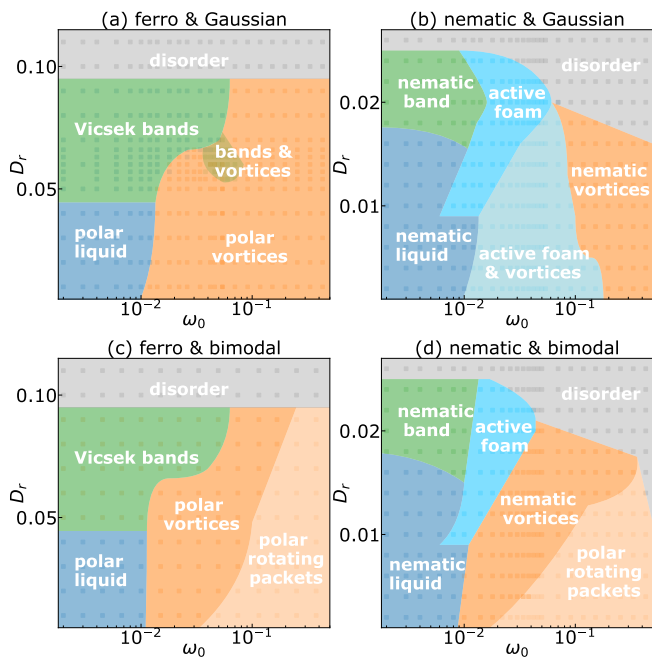 (a) ferro & Gaussian
0.10
0.05
D_r
disorder
Vicsek bands
bands &
vortices
polar
liquid
polar
vortices
10⁻²
10⁻¹
ω₀
(b) nematic & Gaussian
0.02
0.01
D_r
disorder
nematic
band
active
foam
nematic
vortices
nematic
liquid
active foam
& vortices
10⁻²
10⁻¹
ω₀
(c) ferro & bimodal
0.10
0.05
D_r
disorder
Vicsek bands
polar
vortices
polar
liquid
polar
rotating
packets
10⁻²
10⁻¹
ω₀
(d) nematic & bimodal
0.02
0.01
D_r
disorder
nematic
band
active
foam
nematic
vortices
nematic
liquid
polar
rotating
packets
10⁻²
10⁻¹
ω₀